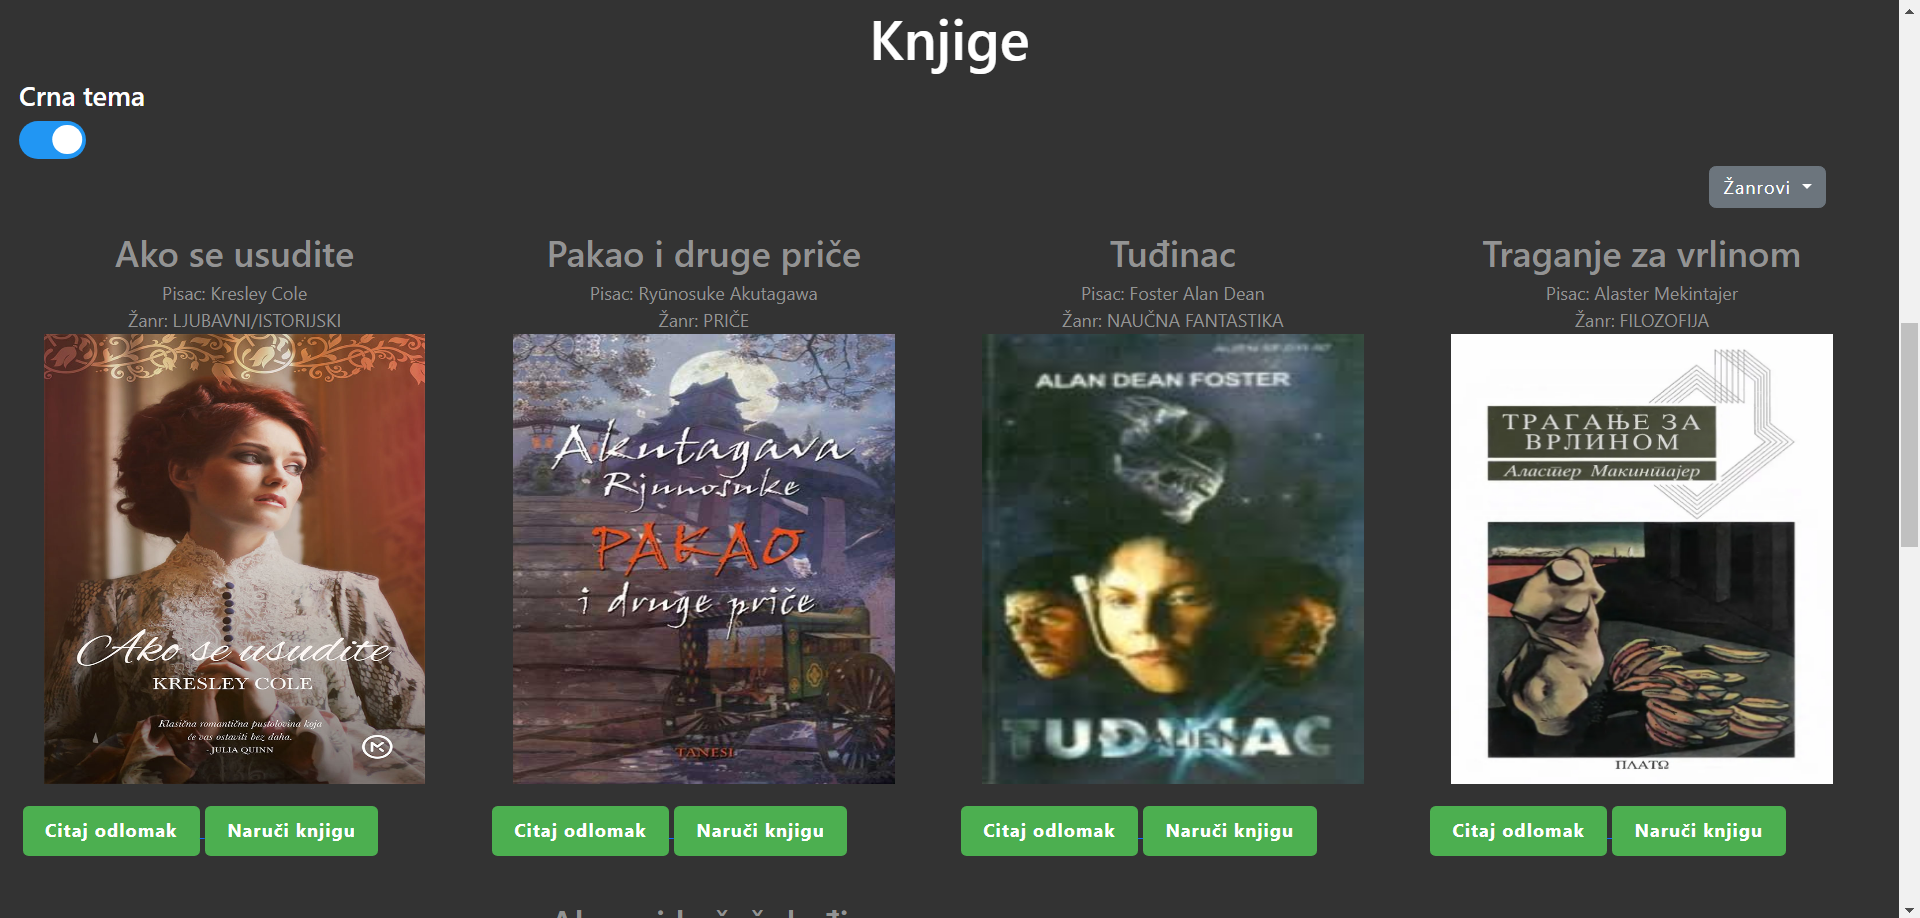 Knjige
Crna tema
Žanrovi
Ako se usudite
Pisac: Kresley Cole
Žanr: LJUBAVNI/ISTORIJSKI
Ako se usudite
KRESLEY COLE
Klasična romantična pustolovina koja
će vas ostaviti bez daha.
- JULIA QUINN
Citaj odlomak
Naruči knjigu
Pakao i druge priče
Pisac: Ryūnosuke Akutagawa
Žanr: PRIČE
Akutagava
Rjunosuke
PAKAO
i druge priče
TANESI
Citaj odlomak
Naruči knjigu
Tuđinac
Pisac: Foster Alan Dean
Žanr: NAUČNA FANTASTIKA
ALAN DEAN FOSTER
TUĐINAC
Citaj odlomak
Naruči knjigu
Traganje za vrlinom
Pisac: Alaster Mekintajer
Žanr: FILOZOFIJA
ТРАГАЊЕ ЗА
ВРЛИНОМ
Аластер Макинтајер
ПЛАТΩ
Citaj odlomak
Naruči knjigu